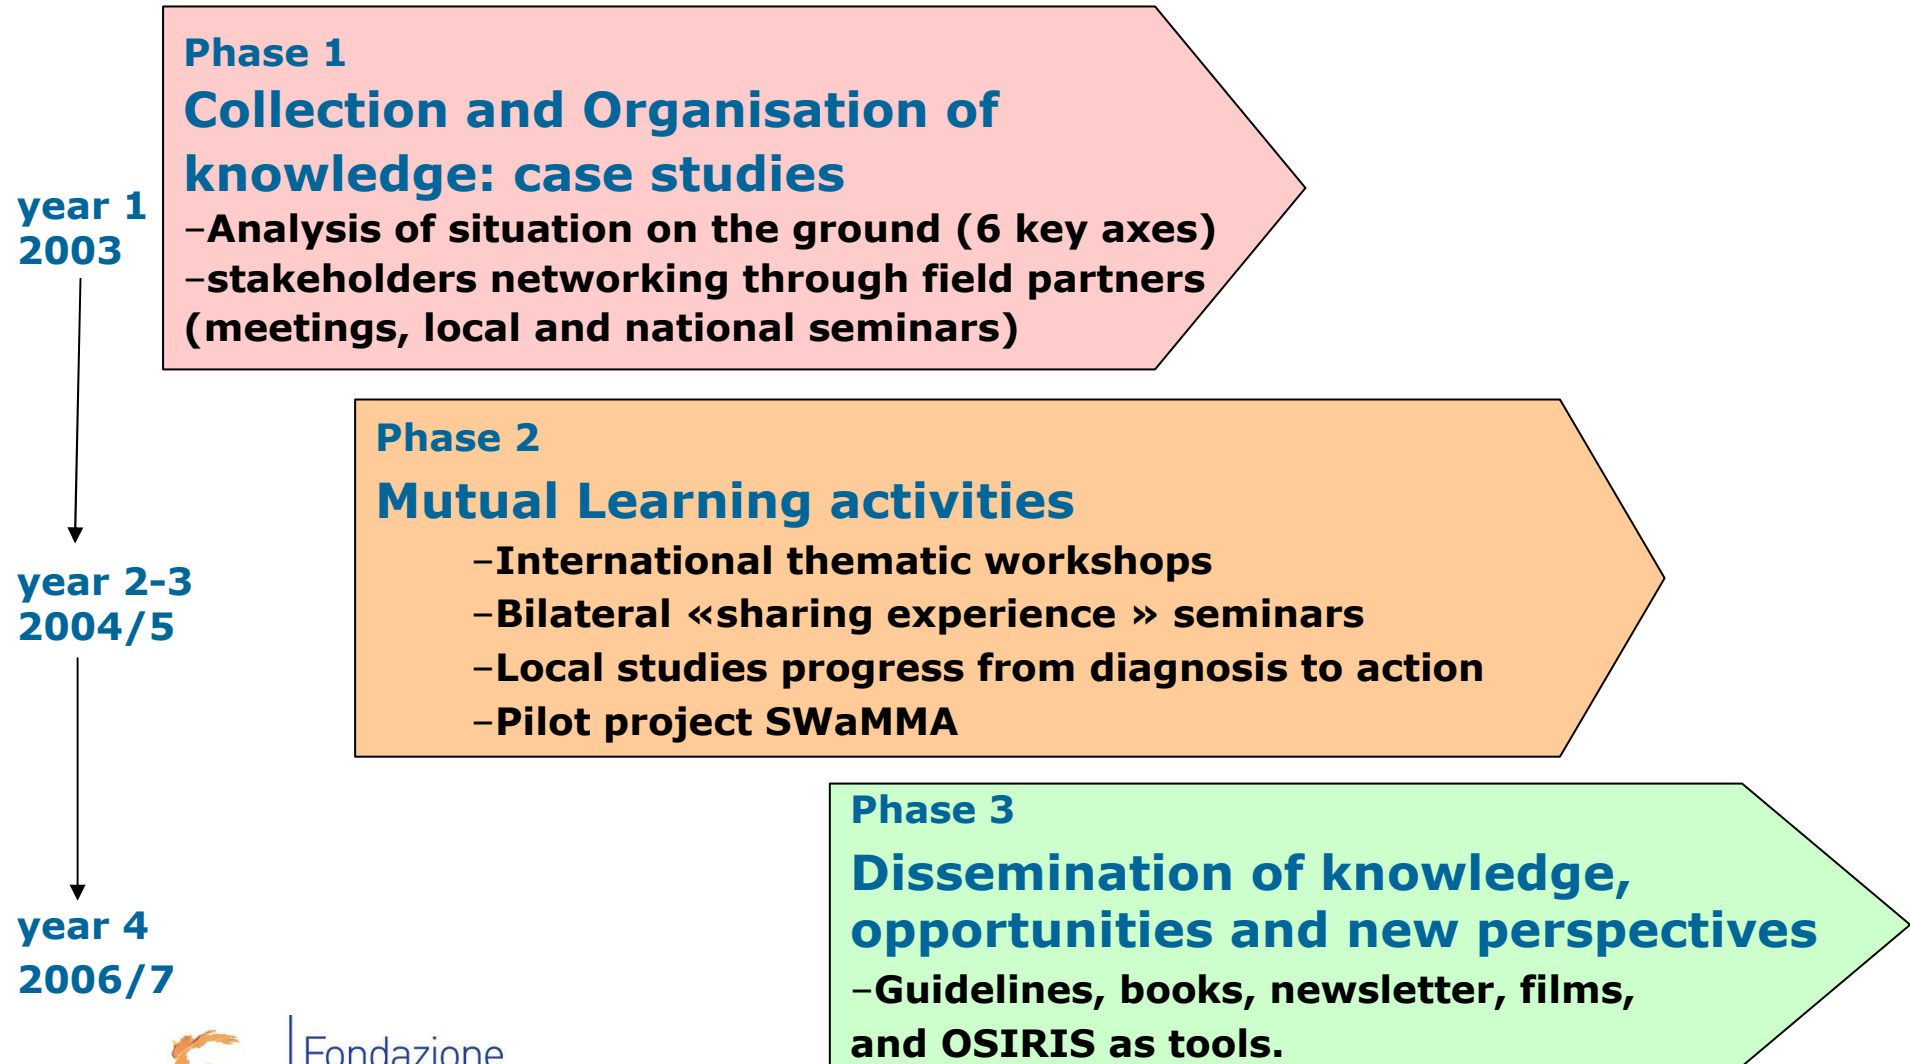 Phase 1
Collection and Organisation of
knowledge: case studies
–Analysis of situation on the ground (6 key axes)
–stakeholders networking through field partners
(meetings, local and national seminars)
year 1
2003
Phase 2
Mutual Learning activities
–International thematic workshops
–Bilateral «sharing experience » seminars
–Local studies progress from diagnosis to action
–Pilot project SWaMMA
year 2-3
2004/5
Phase 3
Dissemination of knowledge,
opportunities and new perspectives
–Guidelines, books, newsletter, films,
and OSIRIS as tools.
year 4
2006/7
Fondazione